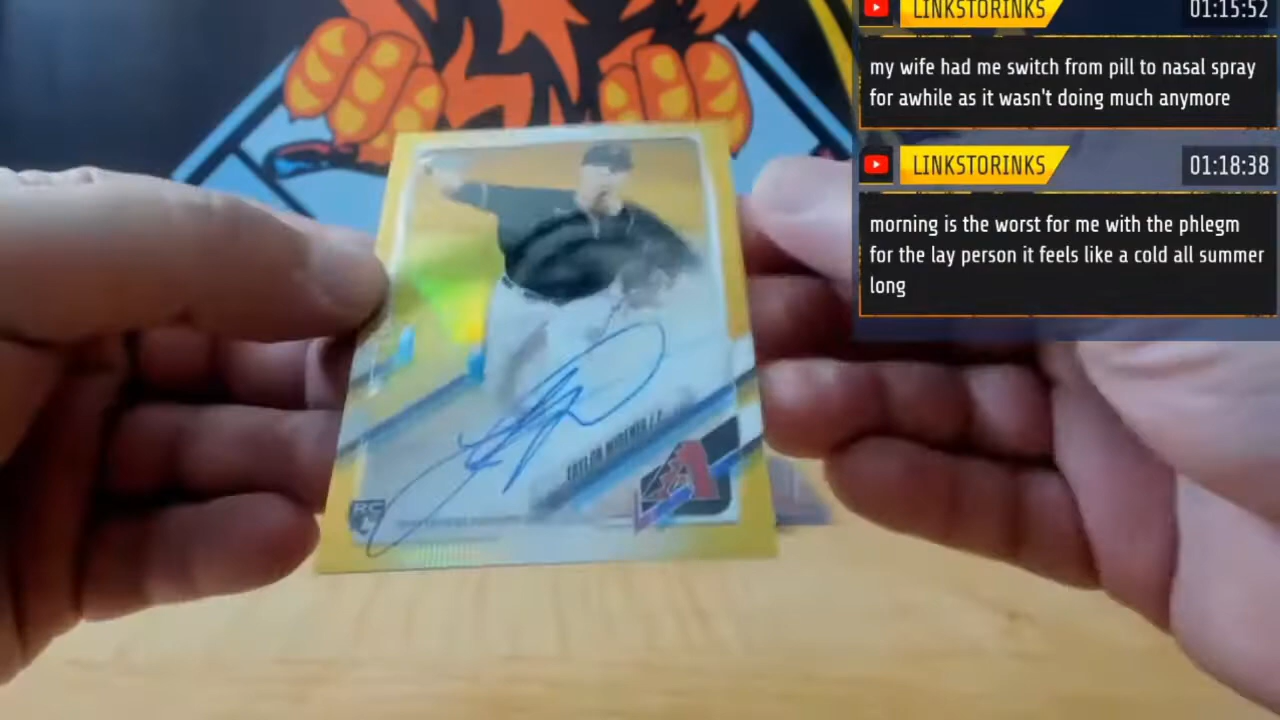 LINKSTORINKS 01:15:52
my wife had me switch from pill to nasal spray
for awhile as it wasn't doing much anymore
LINKSTORINKS 01:18:38
morning is the worst for me with the phlegm
for the lay person it feels like a cold all summer
long
TAYLOR WIDENER
RC
A